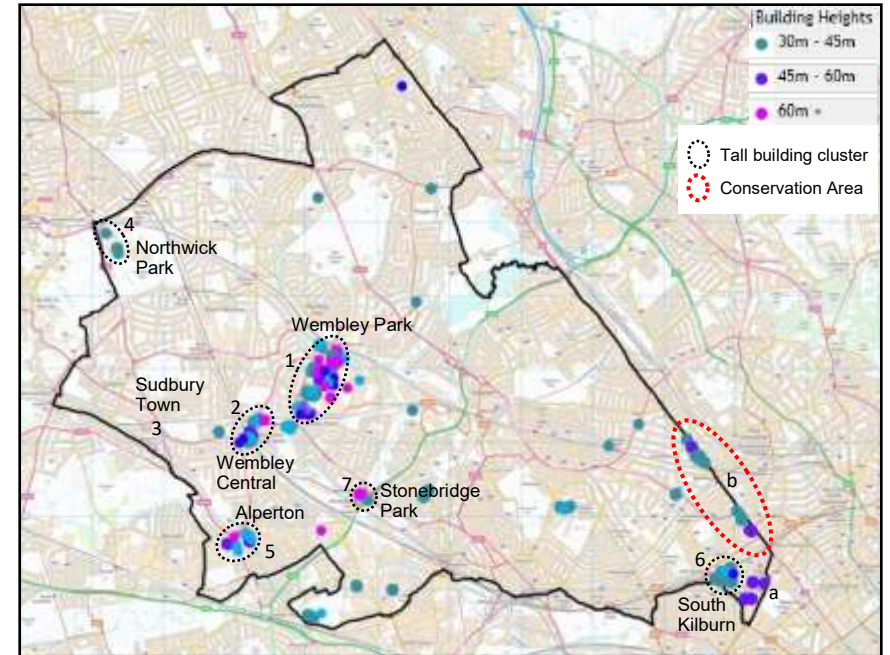 Building Heights
30m - 45m
45m - 60m
60m +
Tall building cluster
Conservation Area
4
Northwick
Park
Wembley Park
1
Sudbury
Town
3
2
Wembley
Central
7
Stonebridge
Park
Alperton
5
b
6
South
Kilburn
a